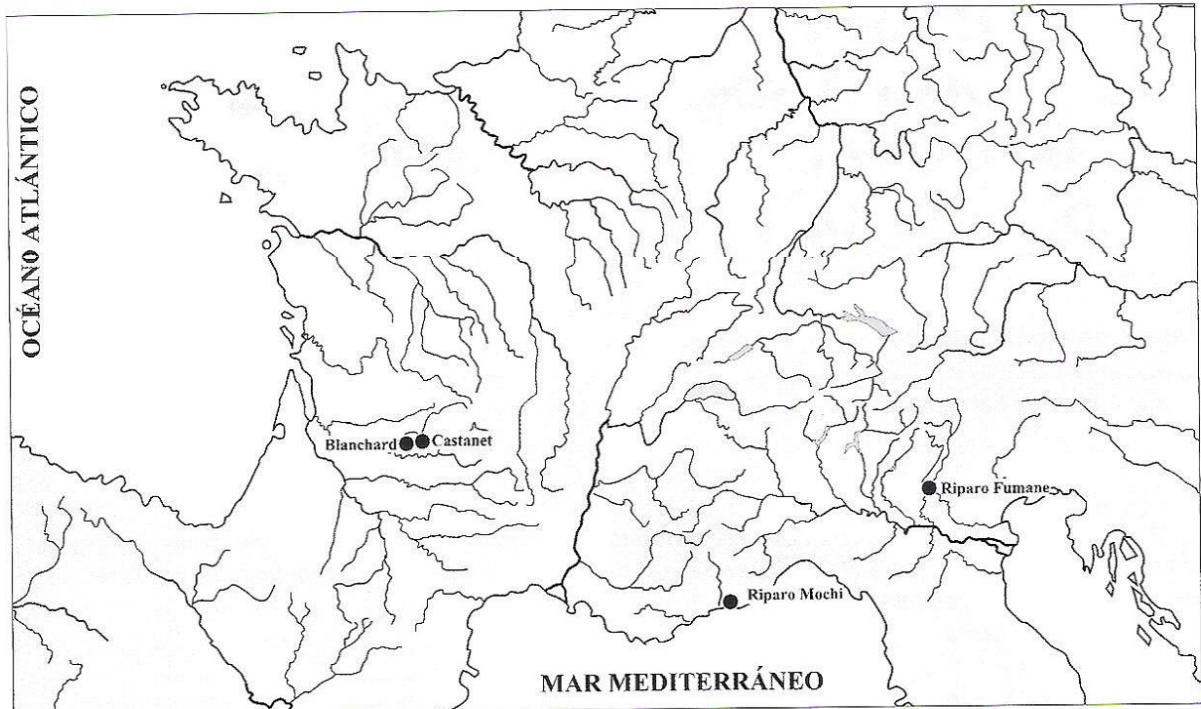 OCÉANO ATLÁNTICO
Blanchard
Castanet
Riparo Fumane
Riparo Mochi
MAR MEDITERRÁNEO